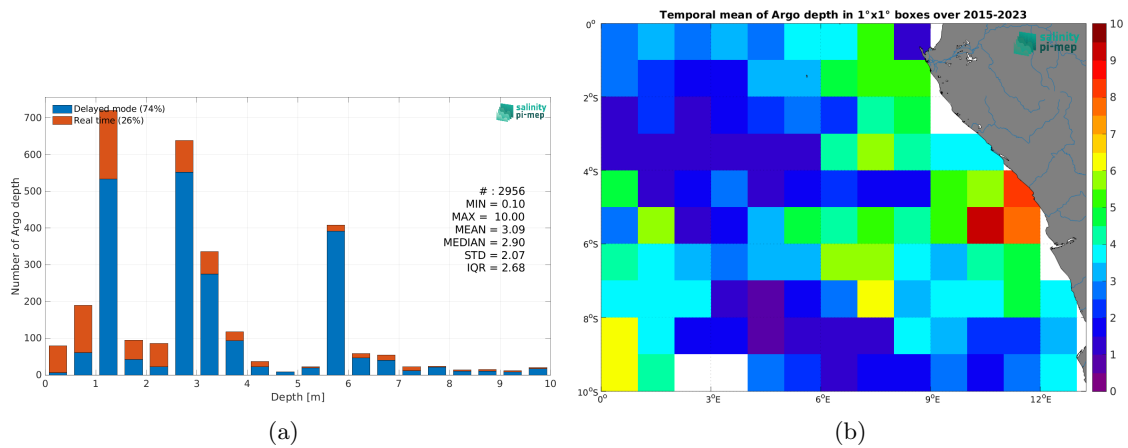 Temporal mean of Argo depth in 1°x1° boxes over 2015-2023
Delayed mode (74%)
Real time (26%)
salinity
pi-mep
Number of Argo depth
700
600
500
400
300
200
100
0
# : 2956
MIN = 0.10
MAX = 10.00
MEAN = 3.09
MEDIAN = 2.90
STD = 2.07
IQR = 2.68
0 1 2 3 4 5 6 7 8 9 10
Depth [m]
(a)
salinity
pi-mep
0°
2°S
4°S
6°S
8°S
10°S
0° 3°E 6°E 9°E 12°E
10
9
8
7
6
5
4
3
2
1
0
(b)